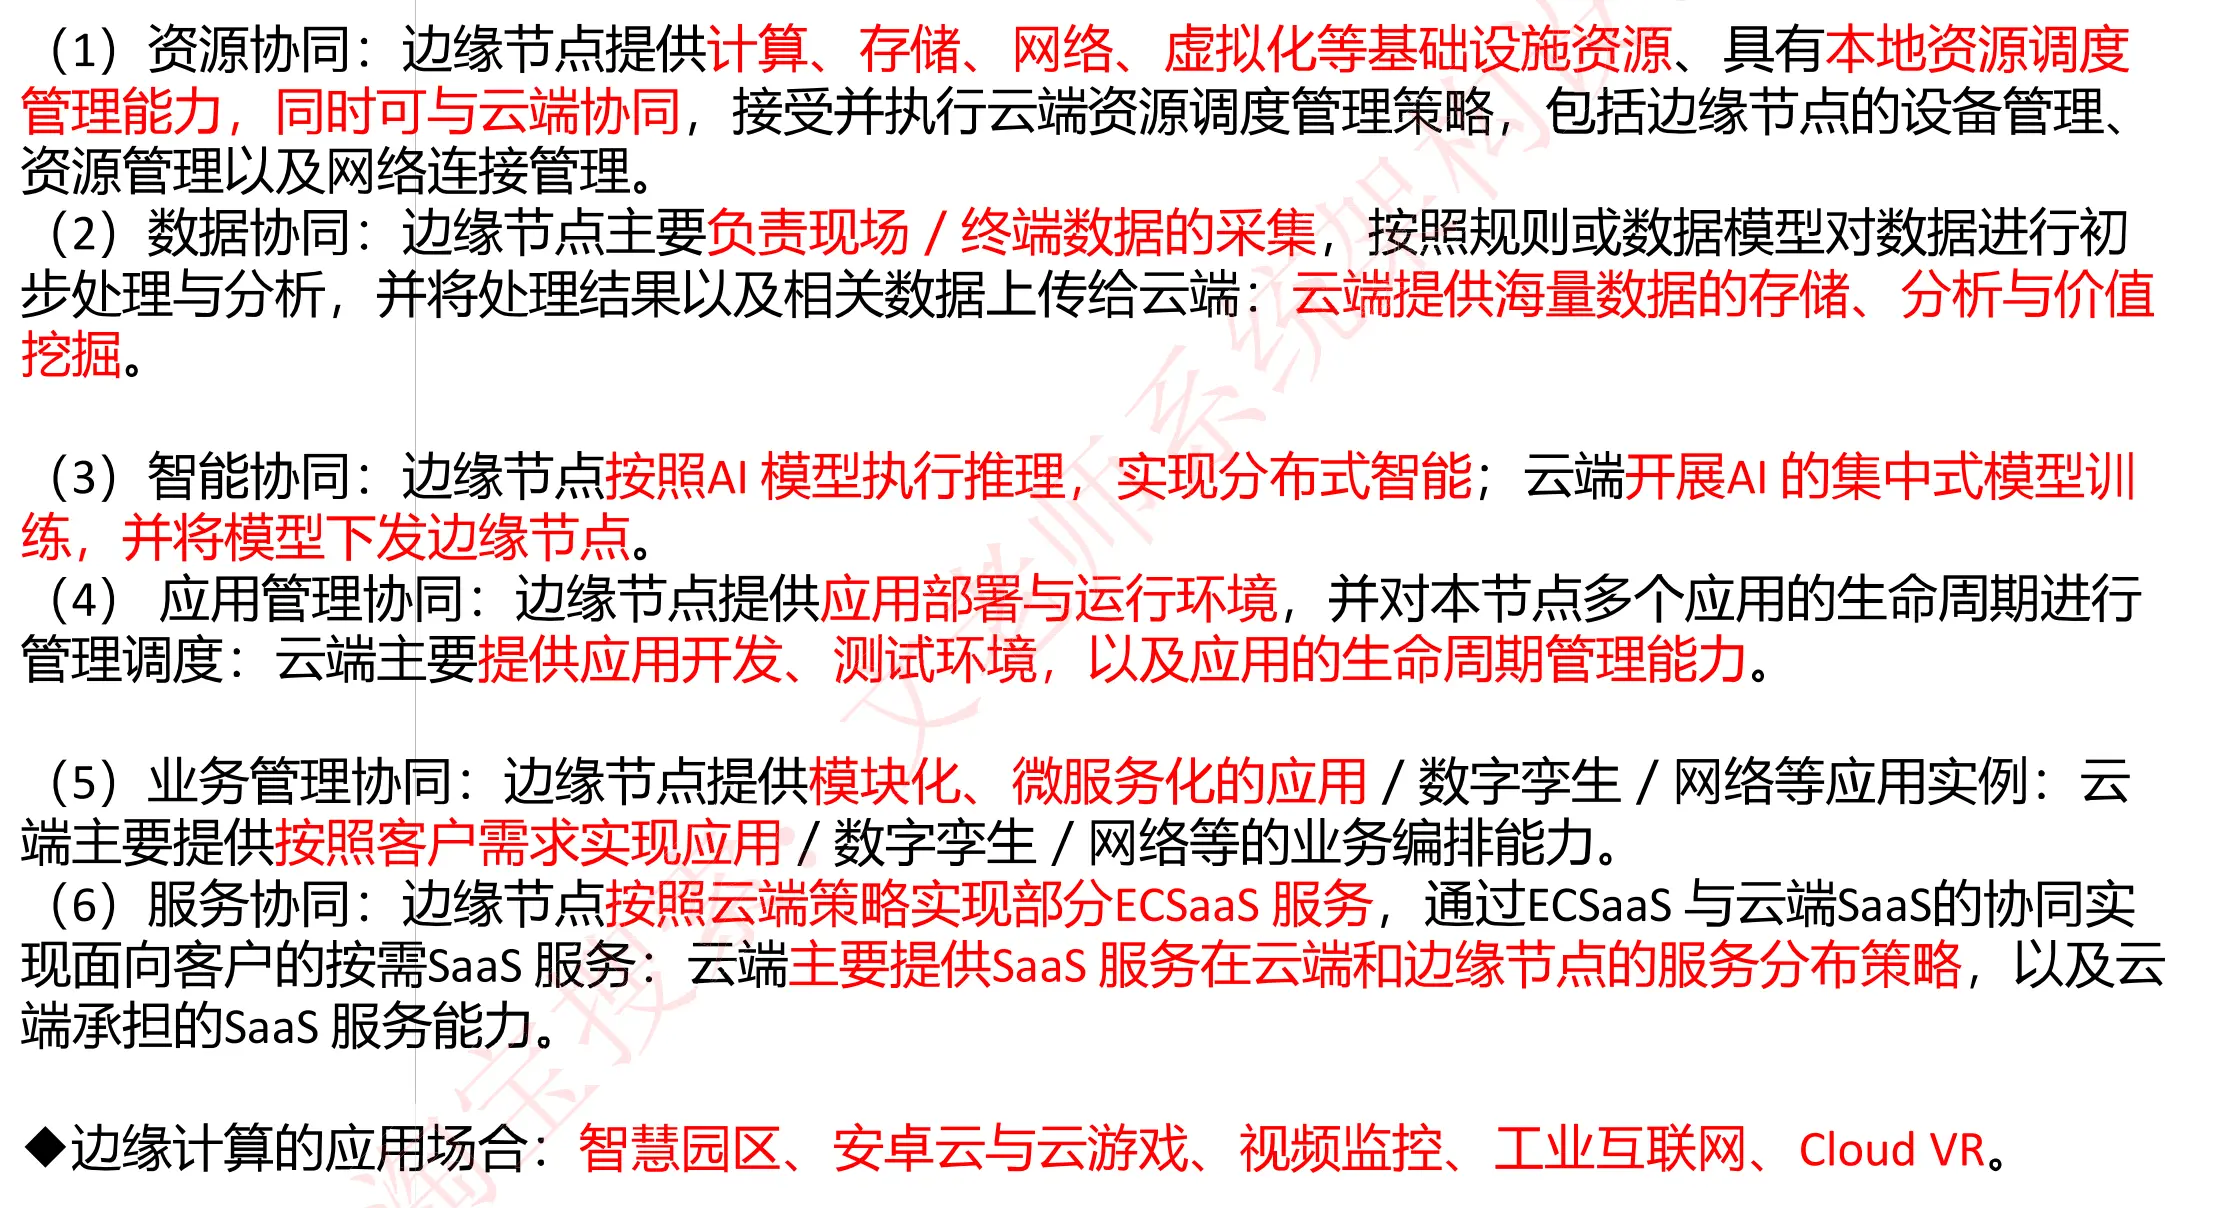 （1）资源协同：边缘节点提供计算、存储、网络、虚拟化等基础设施资源、具有本地资源调度
管理能力，同时可与云端协同，接受并执行云端资源调度管理策略，包括边缘节点的设备管理、
资源管理以及网络连接管理。
（2）数据协同：边缘节点主要负责现场／终端数据的采集，按照规则或数据模型对数据进行初
步处理与分析，并将处理结果以及相关数据上传给云端：云端提供海量数据的存储、分析与价值
挖掘。
（3）智能协同：边缘节点按照AI 模型执行推理，实现分布式智能；云端开展AI 的集中式模型训
练，并将模型下发边缘节点。
（4） 应用管理协同：边缘节点提供应用部署与运行环境，并对本节点多个应用的生命周期进行
管理调度：云端主要提供应用开发、测试环境，以及应用的生命周期管理能力。
（5）业务管理协同：边缘节点提供模块化、微服务化的应用／数字孪生／网络等应用实例：云
端主要提供按照客户需求实现应用／数字孪生／网络等的业务编排能力。
（6）服务协同：边缘节点按照云端策略实现部分ECSaaS 服务，通过ECSaaS 与云端SaaS的协同实
现面向客户的按需SaaS 服务：云端主要提供SaaS 服务在云端和边缘节点的服务分布策略，以及云
端承担的SaaS 服务能力。
◆边缘计算的应用场合：智慧园区、安卓云与云游戏、视频监控、工业互联网、Cloud VR。
淘宝搜索：文老师系统架构设